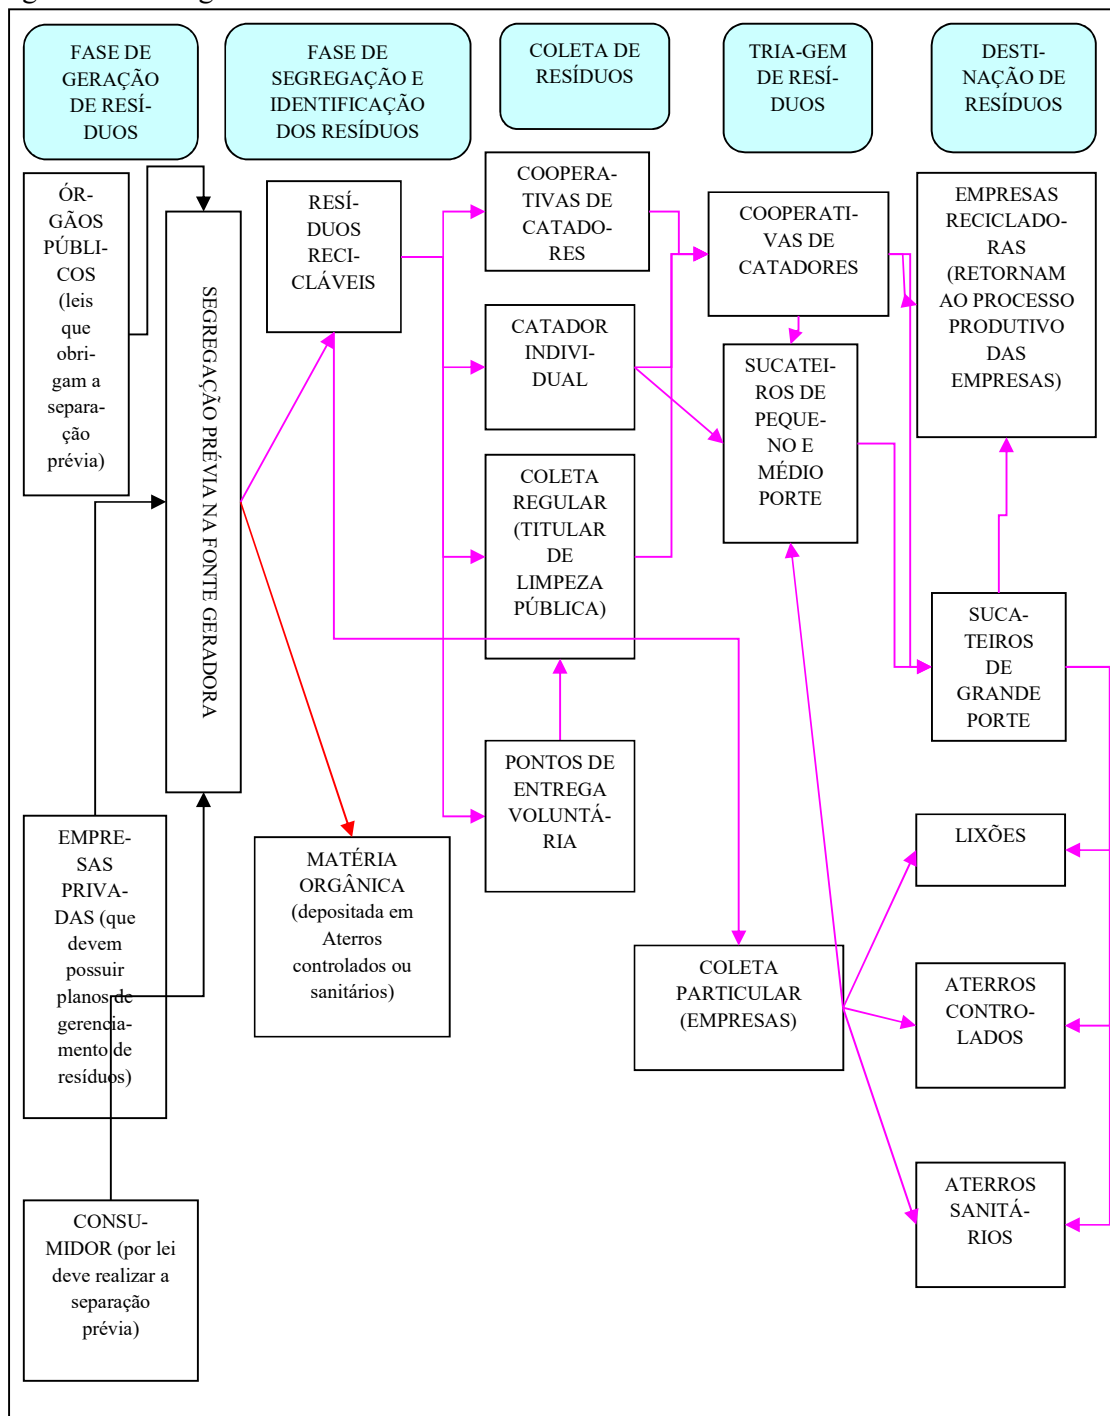 FASE DE
GERAÇÃO
DE RESÍ-
DUOS
FASE DE
SEGREGAÇÃO E
IDENTIFICAÇÃO
DOS RESÍDUOS
COLETA DE
RESÍDUOS
TRIA-GEM
DE RESÍ-
DUOS
DESTI-
NAÇÃO DE
RESÍDUOS
ÓR-
GÃOS
PÚBLI-
COS
(leis
que
obri-
gam a
separa-
ção
prévia)
SEGREGAÇÃO PRÉVIA NA FONTE GERADORA
RESÍ-
DUOS
RECI-
CLÁVEIS
COOPERA-
TIVAS DE
CATADO-
RES
COOPERATI-
VAS DE
CATADORES
EMPRESAS
RECICLADO-
RAS
(RETORNAM
AO PROCESSO
PRODUTIVO
DAS
EMPRESAS)
CATADOR
INDIVI-
DUAL
SUCATEI-
ROS DE
PEQUE-
NO E
MÉDIO
PORTE
COLETA
REGULAR
(TITULAR
DE
LIMPEZA
PÚBLICA)
SUCA-
TEIROS
DE
GRANDE
PORTE
PONTOS DE
ENTREGA
VOLUNTÁ-
RIA
EMPRE-
SAS
PRIVA-
DAS (que
devem
possuir
planos de
gerencia-
mento de
resíduos)
MATÉRIA
ORGÂNICA
(depositada em
Aterros
controlados ou
sanitários)
LIXÕES
COLETA
PARTICULAR
(EMPRESAS)
ATERROS
CONTRO-
LADOS
ATERROS
SANITÁ-
RIOS
CONSU-
MIDOR (por lei
deve realizar a
separação
prévia)